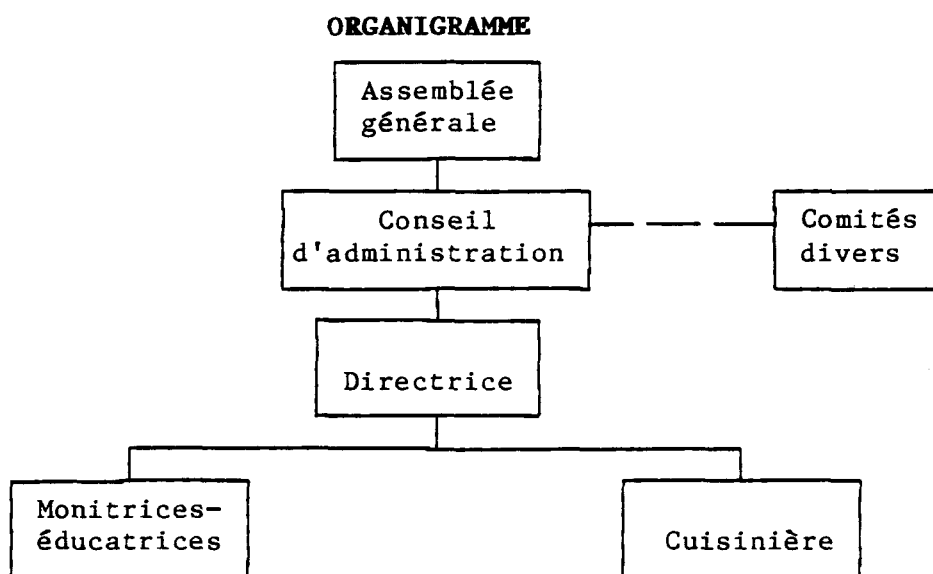 ORGANIGRAMME
Assemblée
générale
Conseil
d'administration
Comités
divers
Directrice
Monitrices-
éducatrices
Cuisinière